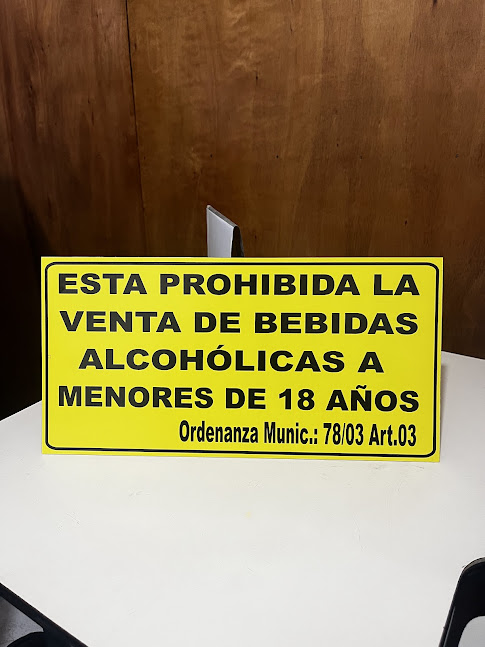 ESTA PROHIBIDA LA
VENTA DE BEBIDAS
ALCOHÓLICAS A
MENORES DE 18 AÑOS
Ordenanza Munic.: 78/03 Art.03